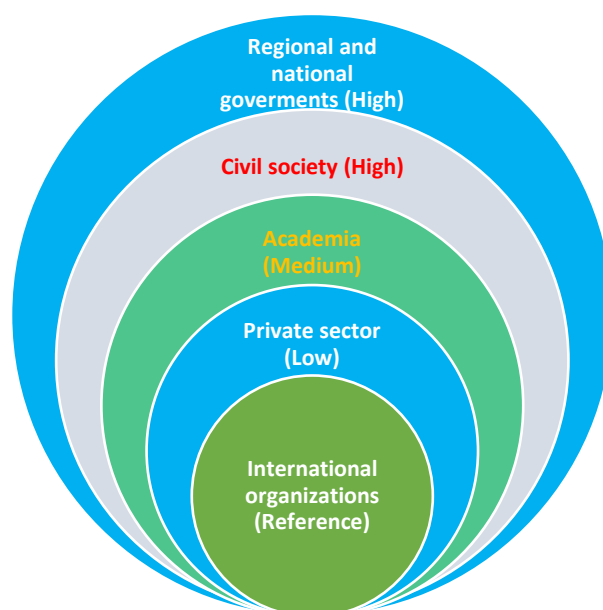 Regional and
national
goverments (High)
Civil society (High)
Academia
(Medium)
Private sector
(Low)
International
organizations
(Reference)